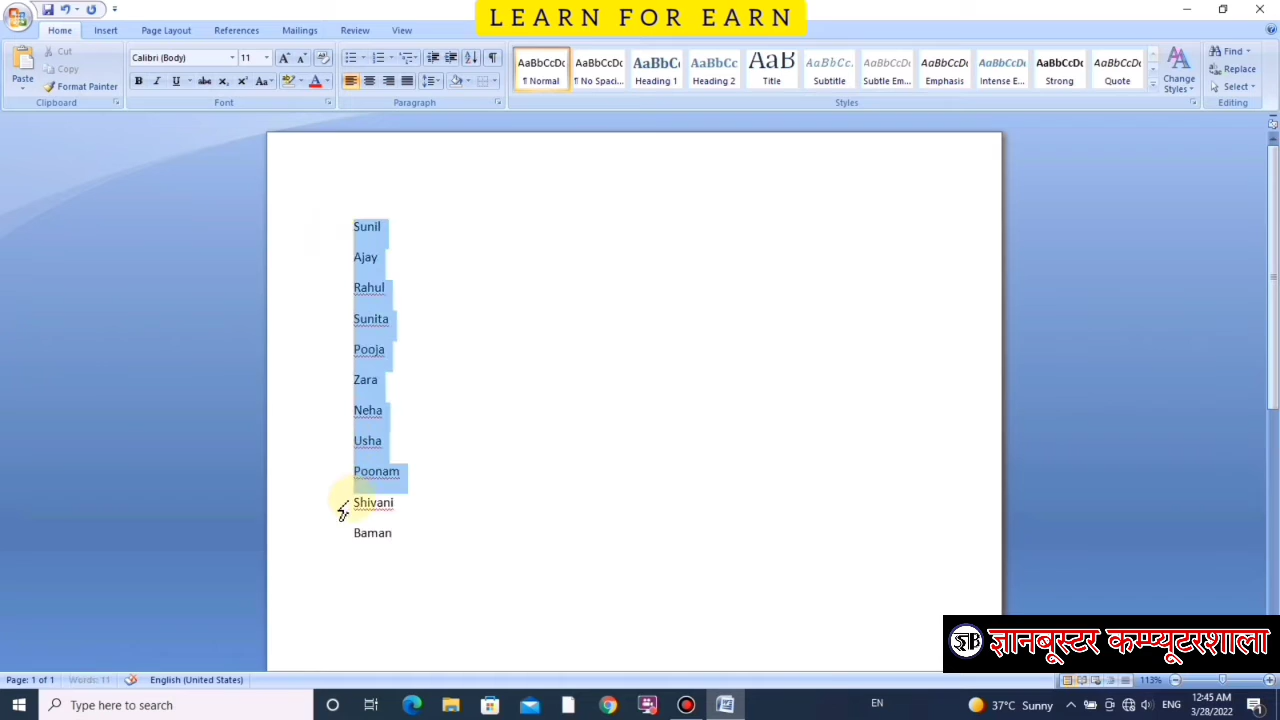 LEARN FOR EARN
Home Insert Page Layout References Mailings Review View
Paste
Cut
Copy
Format Painter
Clipboard
Calibri (Body) 11
Font
Paragraph
AaBbCcDc AaBbCcDc AaBbC AaBbCc AaB AaBbCc. AaBbCcDc AaBbCcDc AaBbCcDc AaBbCcDc AaBbCcDc
¶ Normal ¶ No Spaci... Heading 1 Heading 2 Title Subtitle Subtle Em... Emphasis Intense E... Strong Quote
Change Styles
Styles
Find
Replace
Select
Editing
Sunil
Ajay
Rahul
Sunita
Pooja
Zara
Neha
Usha
Poonam
Shivani
Baman
ज्ञानबूस्टर कम्प्यूटरशाला
Page: 1 of 1 Words: 11 English (United States) 113%
Type here to search
EN
37°C Sunny
ENG
12:45 AM
3/28/2022